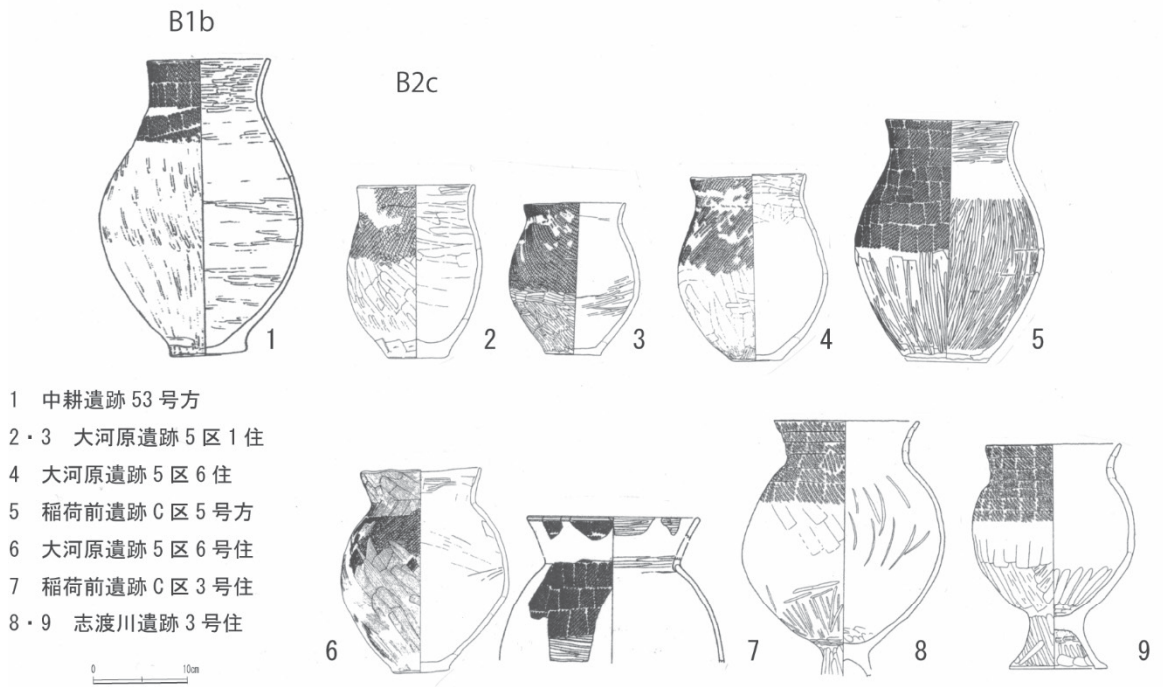 B1b
B2c
1
2
3
4
5
1 中耕遺跡 53 号方
2・3 大河原遺跡 5 区 1 住
4 大河原遺跡 5 区 6 住
5 稲荷前遺跡 C 区 5 号方
6 大河原遺跡 5 区 6 号住
7 稲荷前遺跡 C 区 3 号住
8・9 志渡川遺跡 3 号住
6
7
8
9
0 10cm